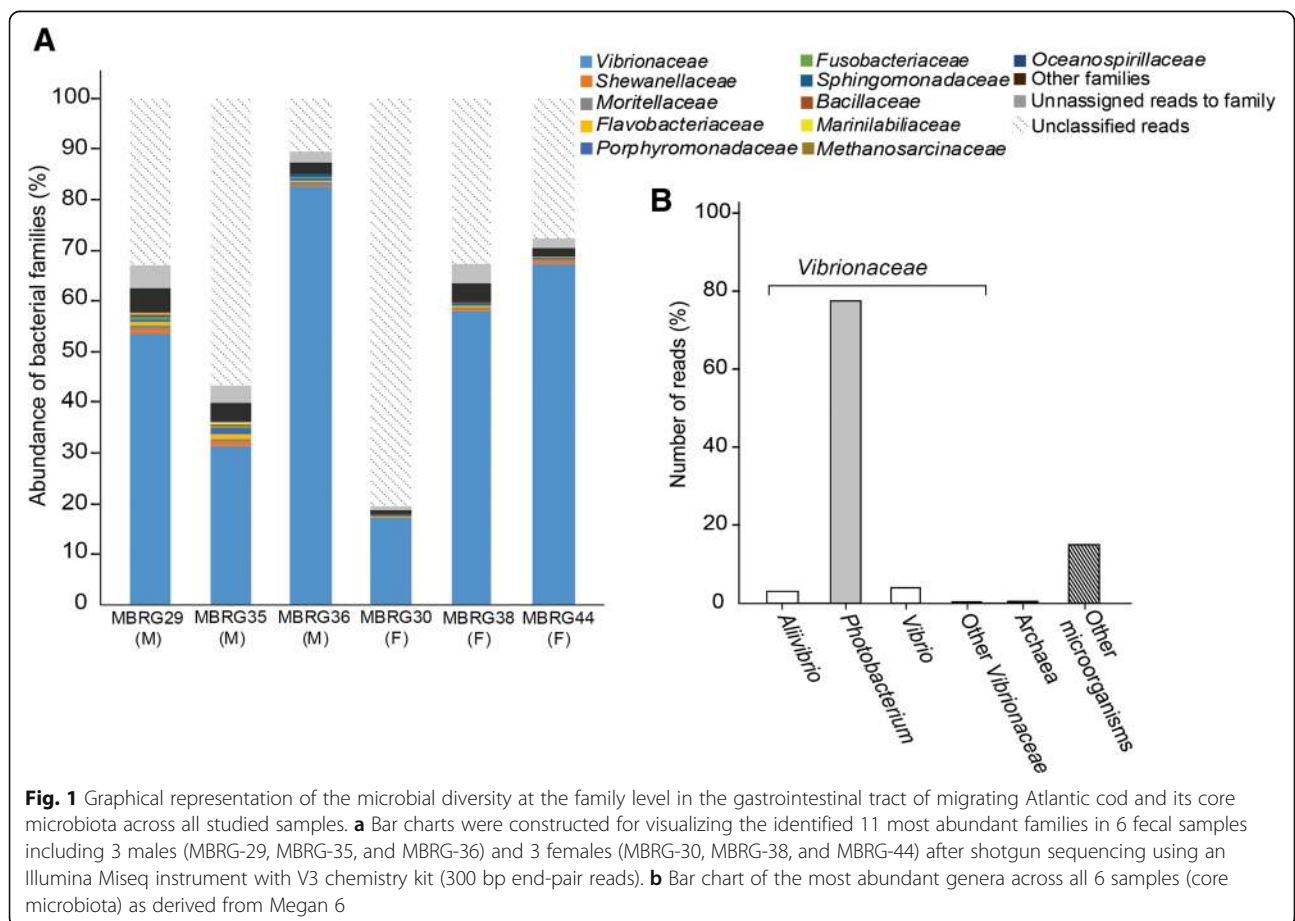 A
Vibrionaceae
Shewanellaceae
Moritellaceae
Flavobacteriaceae
Porphyromonadaceae
Fusobacteriaceae
Sphingomonadaceae
Bacillaceae
Marinilabiliaceae
Methanosarcinaceae
Oceanospirillaceae
Other families
Unnassigned reads to family
Unclassified reads
Abundance of bacterial families (%)
100
90
80
70
60
50
40
30
20
10
0
MBRG29
(M)
MBRG35
(M)
MBRG36
(M)
MBRG30
(F)
MBRG38
(F)
MBRG44
(F)
B
Number of reads (%)
100
80
60
40
20
0
Vibrionaceae
Aliivibrio
Photobacterium
Vibrio
Other Vibrionaceae
Archaea
Other
microorganisms
Fig. 1 Graphical representation of the microbial diversity at the family level in the gastrointestinal tract of migrating Atlantic cod and its core
microbiota across all studied samples. a Bar charts were constructed for visualizing the identified 11 most abundant families in 6 fecal samples
including 3 males (MBRG-29, MBRG-35, and MBRG-36) and 3 females (MBRG-30, MBRG-38, and MBRG-44) after shotgun sequencing using an
Illumina Miseq instrument with V3 chemistry kit (300 bp end-pair reads). b Bar chart of the most abundant genera across all 6 samples (core
microbiota) as derived from Megan 6